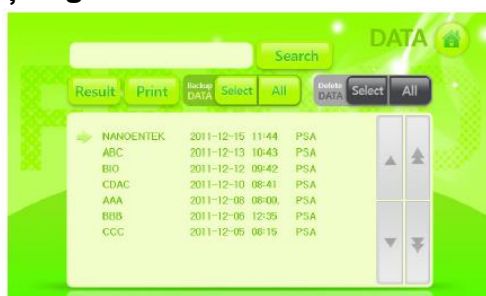 DATA
Search
Result Print Backup DATA Select All Delete DATA Select All
NANOENTEK 2011-12-15 11:44 PSA
ABC 2011-12-13 10:43 PSA
BIO 2011-12-12 09:42 PSA
CDAC 2011-12-10 08:41 PSA
AAA 2011-12-08 08:00. PSA
BBB 2011-12-06 12:35 PSA
CCC 2011-12-05 08:15 PSA